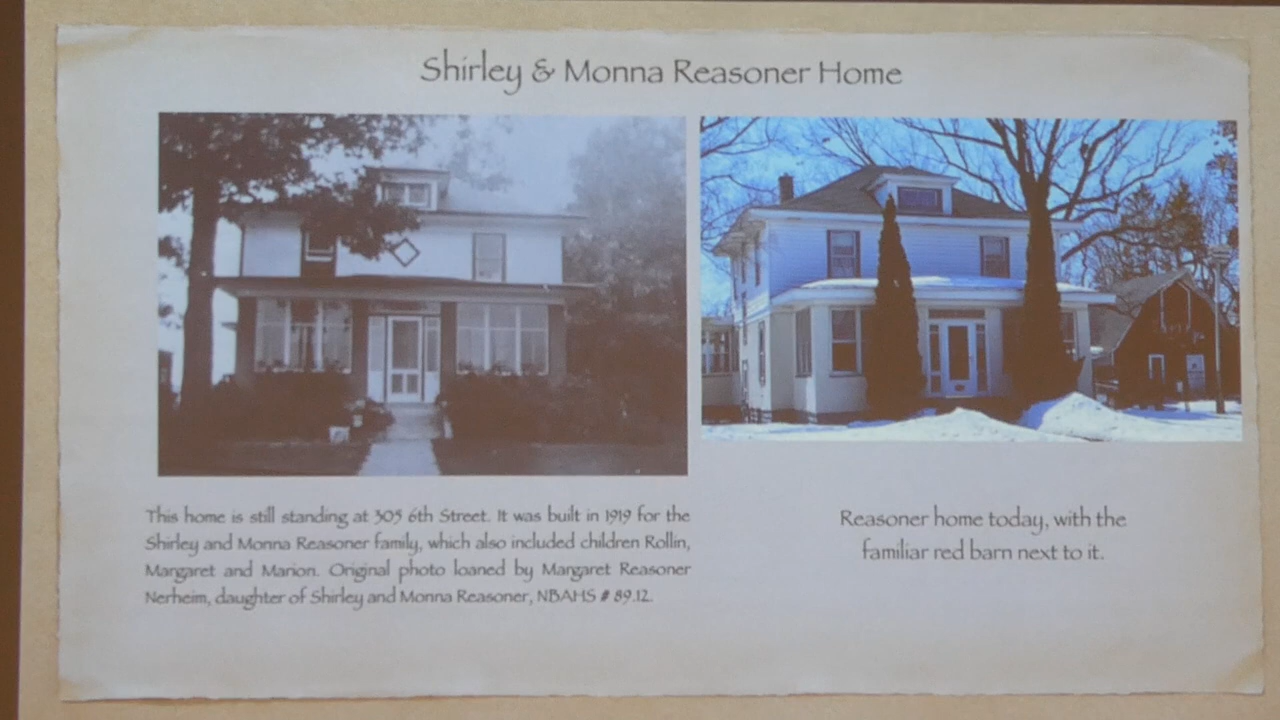 Shirley & Monna Reasoner Home
This home is still standing at 305 6th Street. It was built in 1919 for the
Shirley and Monna Reasoner family, which also included children Rollin,
Margaret and Marion. Original photo loaned by Margaret Reasoner
Nerheim, daughter of Shirley and Monna Reasoner, NBAHS # 89.12.
Reasoner home today, with the
familiar red barn next to it.